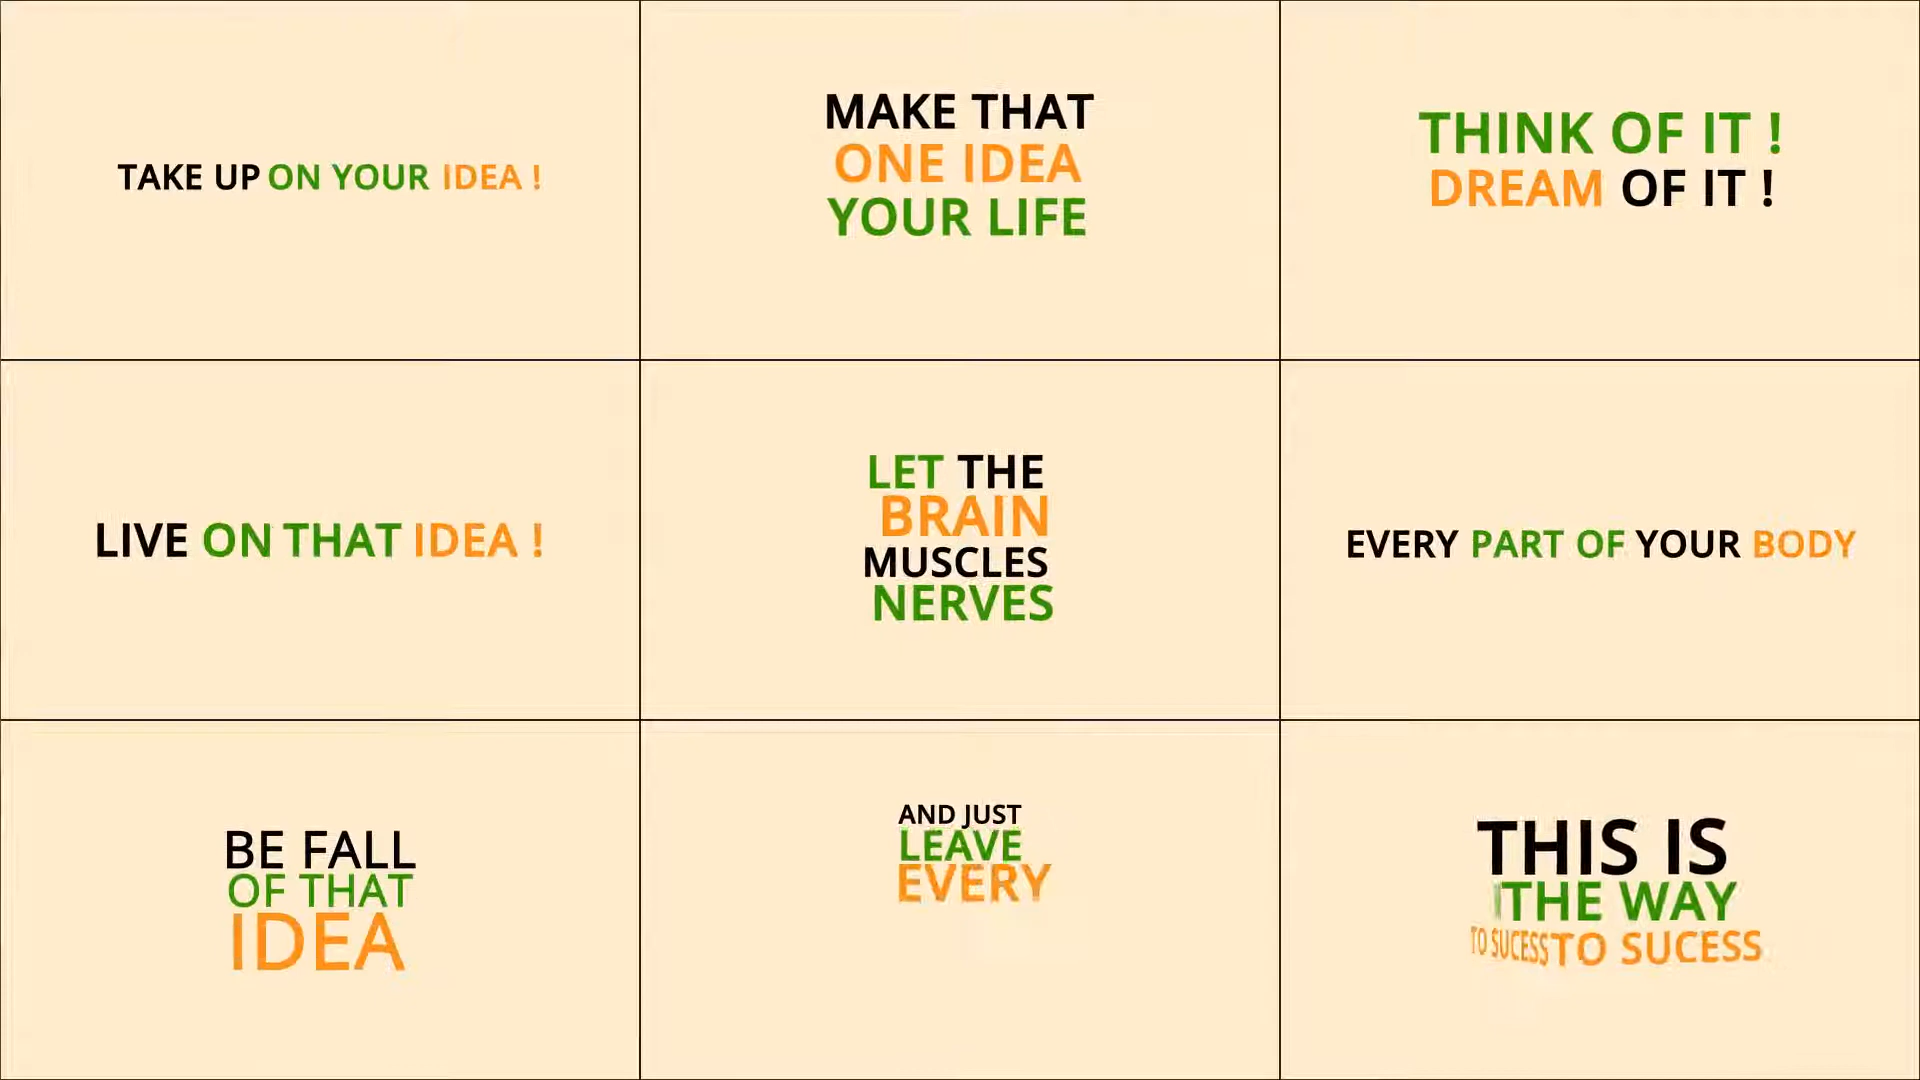 TAKE UP ON YOUR IDEA !
MAKE THAT
ONE IDEA
YOUR LIFE
THINK OF IT !
DREAM OF IT !
LIVE ON THAT IDEA !
LET THE
BRAIN
MUSCLES
NERVES
EVERY PART OF YOUR BODY
BE FALL
OF THAT
IDEA
AND JUST
LEAVE
EVERY
THIS IS
THE WAY
TO SUCESS TO SUCESS